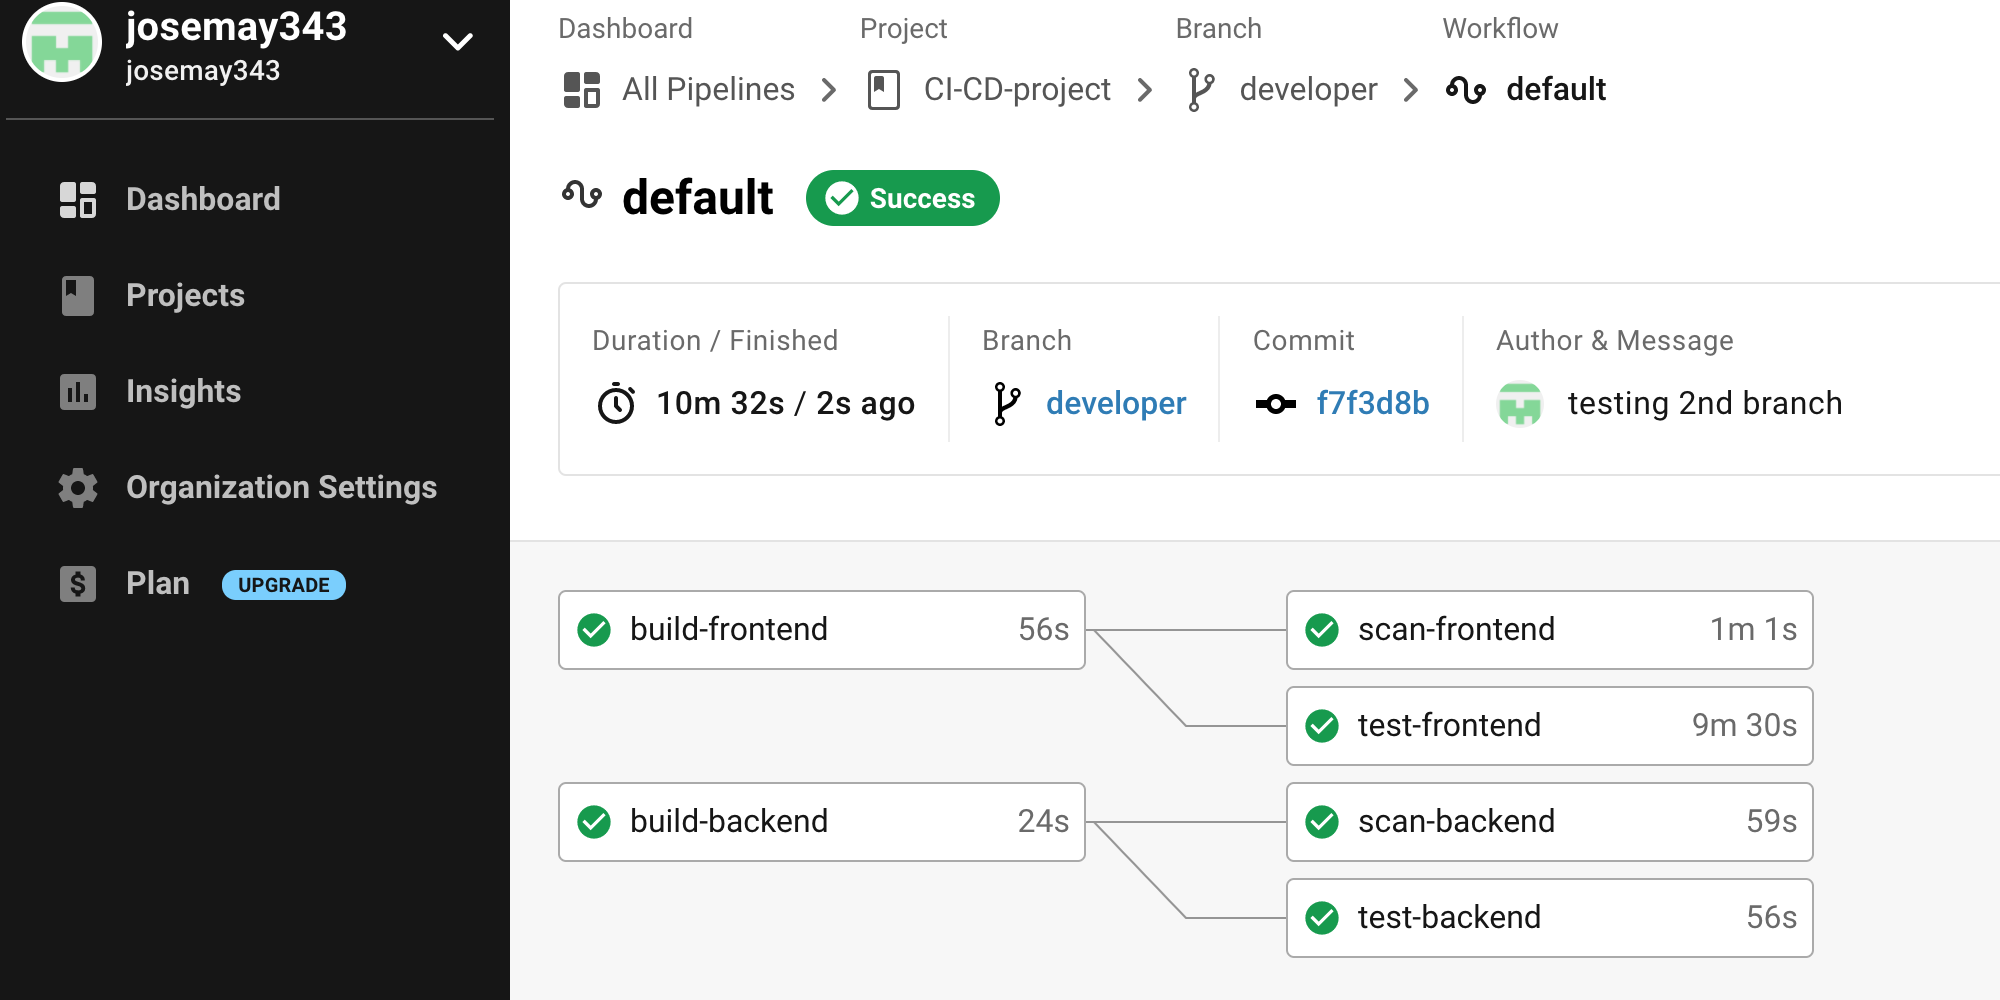 josemay343
josemay343
Dashboard
Projects
Insights
Organization Settings
Plan UPGRADE
Dashboard Project Branch Workflow
All Pipelines CI-CD-project developer default
default Success
Duration / Finished Branch Commit Author & Message
10m 32s / 2s ago developer f7f3d8b testing 2nd branch
build-frontend 56s scan-frontend 1m 1s
test-frontend 9m 30s
build-backend 24s scan-backend 59s
test-backend 56s